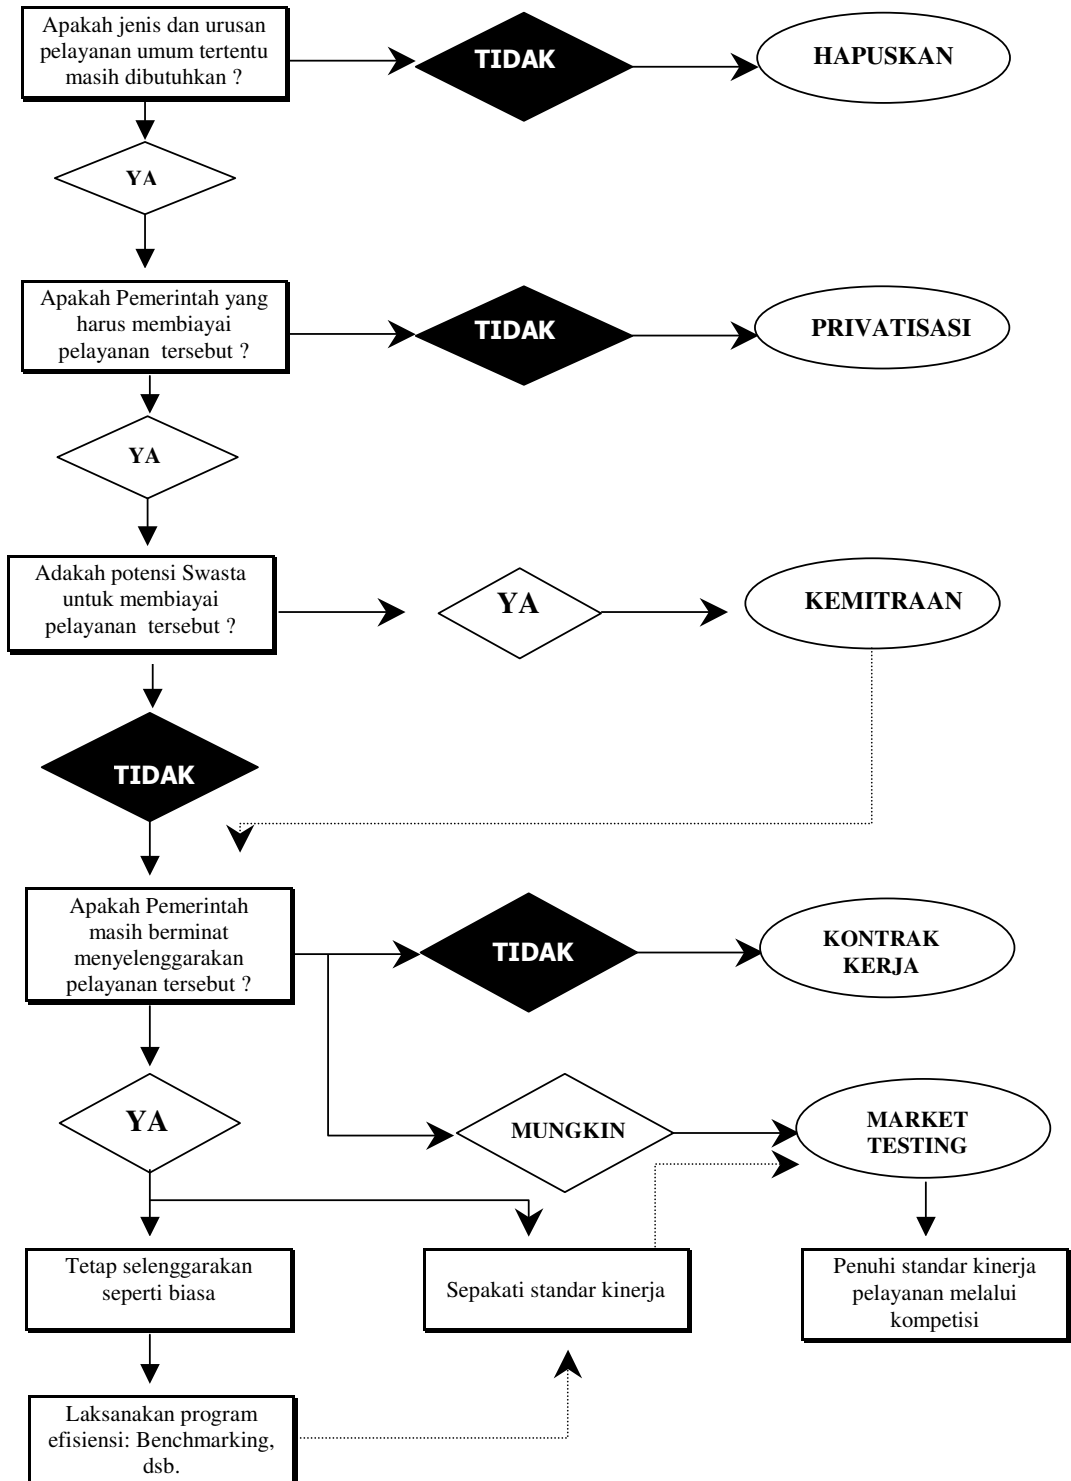 Apakah jenis dan urusan
pelayanan umum tertentu
masih dibutuhkan ?
TIDAK
HAPUSKAN
YA
Apakah Pemerintah yang
harus membiayai
pelayanan tersebut ?
TIDAK
PRIVATISASI
YA
Adakah potensi Swasta
untuk membiayai
pelayanan tersebut ?
YA
KEMITRAAN
TIDAK
Apakah Pemerintah
masih berminat
menyelenggarakan
pelayanan tersebut ?
TIDAK
KONTRAK
KERJA
YA
MUNGKIN
MARKET
TESTING
Tetap selenggarakan
seperti biasa
Sepakati standar kinerja
Penuhi standar kinerja
pelayanan melalui
kompetisi
Laksanakan program
efisiensi: Benchmarking,
dsb.